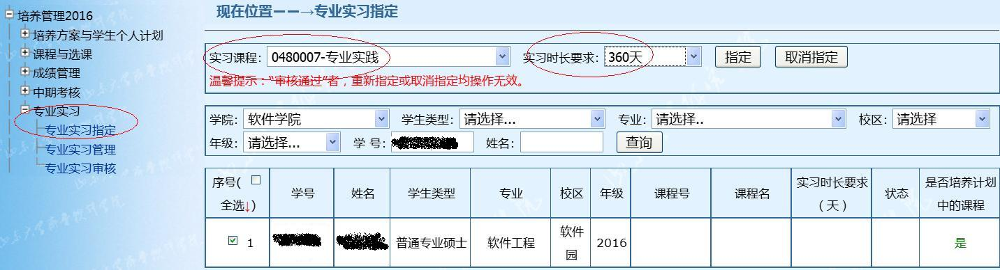 培养管理2016
培养方案与学生个人计划
课程与选课
成绩管理
中期考核
专业实习
专业实习指定
专业实习管理
专业实习审核
现在位置——→专业实习指定
实习课程: 0480007-专业实践 实习时长要求: 360天 指定 取消指定
温馨提示："审核通过"者，重新指定或取消指定均操作无效。
学院: 软件学院 学生类型: 请选择... 专业: 请选择.. 校区: 请选择
年级: 请选择... 学 号: 姓名: 查询
序号( 全选↓) 学号 姓名 学生类型 专业 校区 年级 课程号 课程名 实习时长要求（天） 状态 是否培养计划中的课程
1 普通专业硕士 软件工程 软件园 2016 是